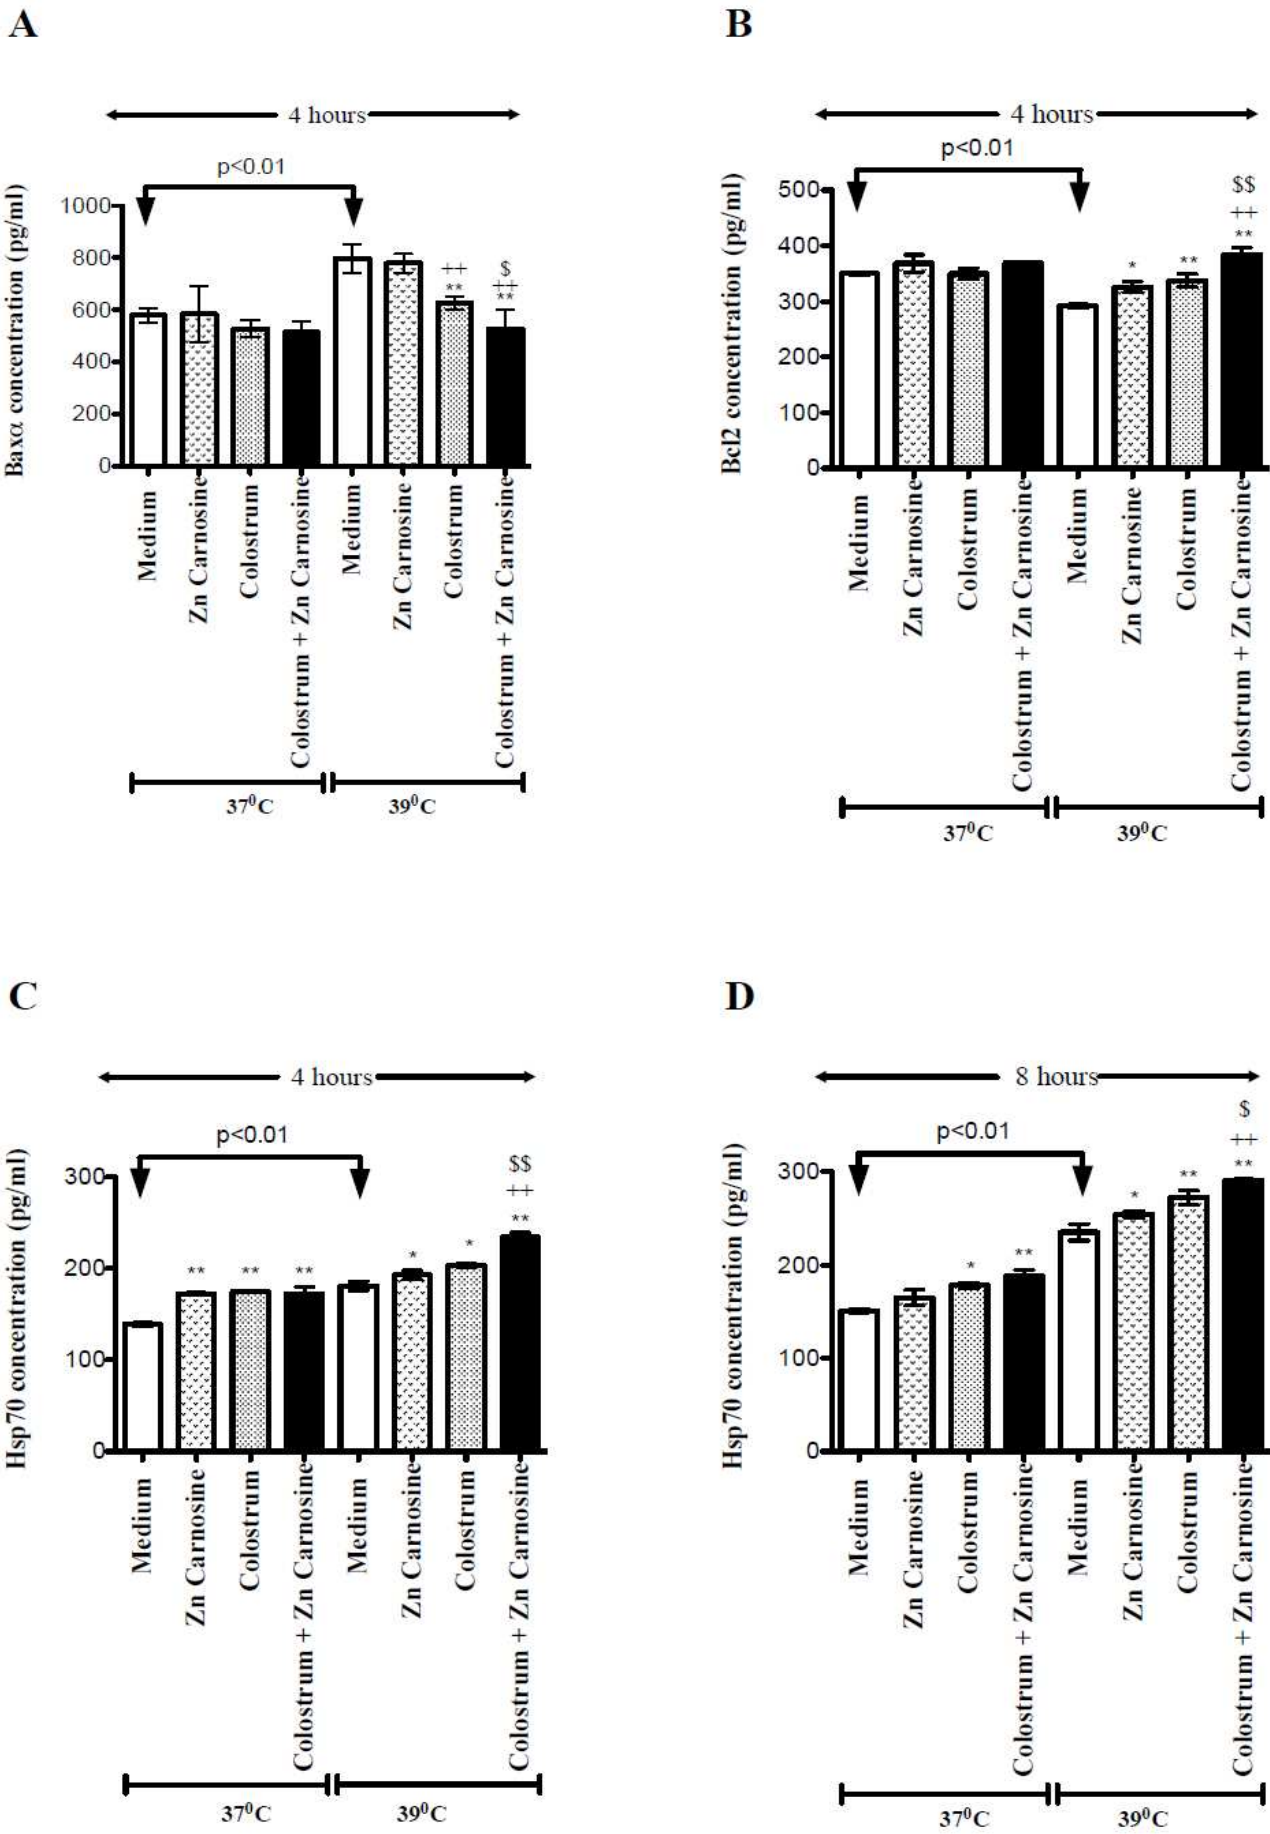 A
4 hours
p<0.01
Baxα concentration (pg/ml)
1000
800
600
400
200
0
++
**
$
++
**
Medium
Zn Carnosine
Colostrum
Colostrum + Zn Carnosine
Medium
Zn Carnosine
Colostrum
Colostrum + Zn Carnosine
37⁰C
39⁰C
B
4 hours
p<0.01
Bcl2 concentration (pg/ml)
500
400
300
200
100
0
*
**
$$
++
**
Medium
Zn Carnosine
Colostrum
Colostrum + Zn Carnosine
Medium
Zn Carnosine
Colostrum
Colostrum + Zn Carnosine
37⁰C
39⁰C
C
4 hours
p<0.01
Hsp70 concentration (pg/ml)
300
200
100
0
**
**
**
*
*
$$
++
**
Medium
Zn Carnosine
Colostrum
Colostrum + Zn Carnosine
Medium
Zn Carnosine
Colostrum
Colostrum + Zn Carnosine
37⁰C
39⁰C
D
8 hours
p<0.01
Hsp70 concentration (pg/ml)
300
200
100
0
*
**
*
**
$
++
**
Medium
Zn Carnosine
Colostrum
Colostrum + Zn Carnosine
Medium
Zn Carnosine
Colostrum
Colostrum + Zn Carnosine
37⁰C
39⁰C